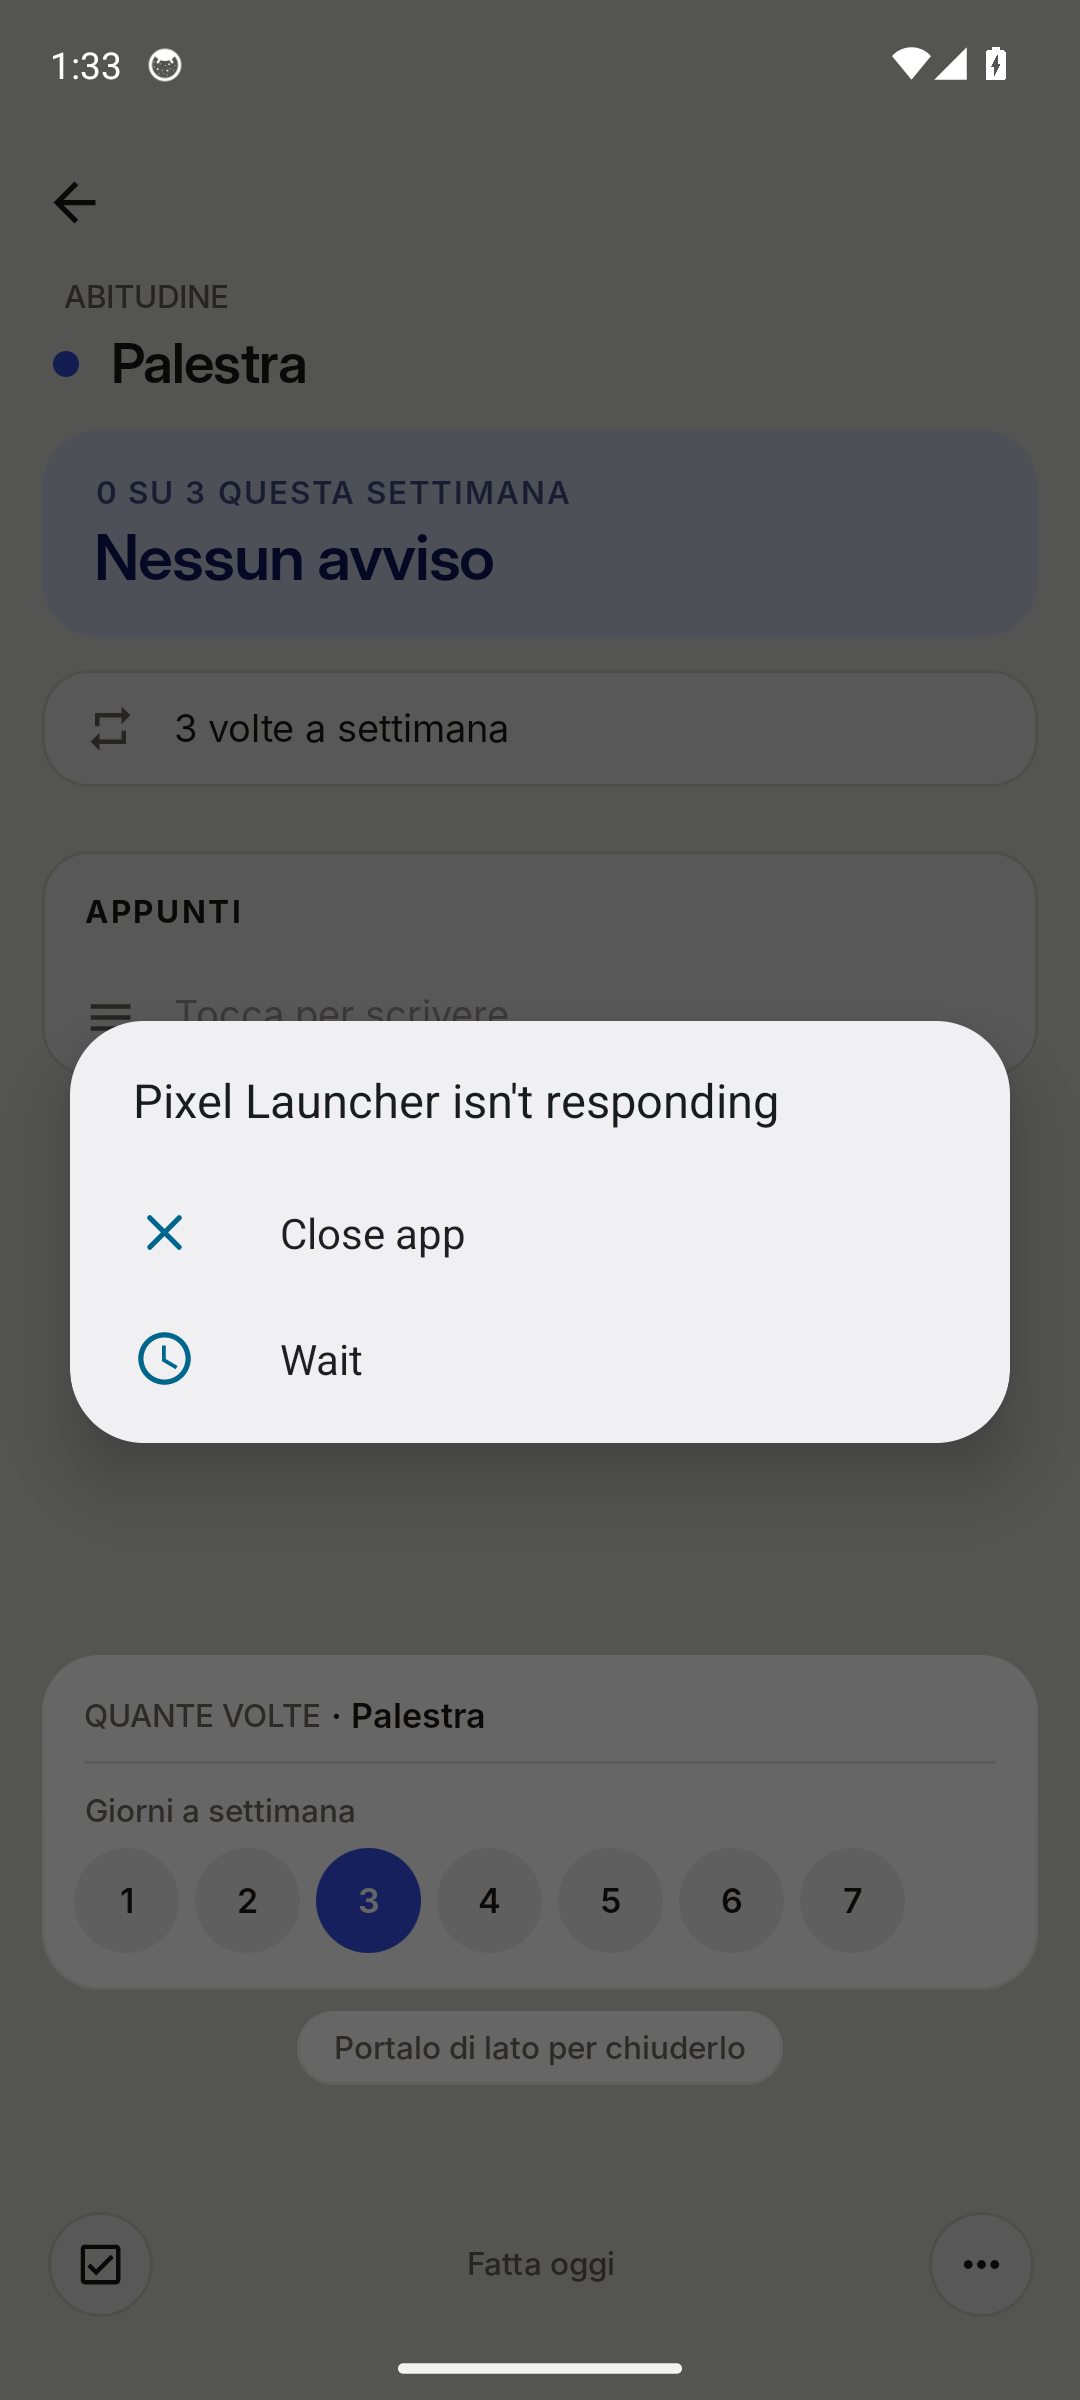 1:33
ABITUDINE
Palestra
0 SU 3 QUESTA SETTIMANA
Nessun avviso
3 volte a settimana
APPUNTI
Tocca per scrivere
Pixel Launcher isn't responding
Close app
Wait
QUANTE VOLTE · Palestra
Giorni a settimana
1 2 3 4 5 6 7
Portalo di lato per chiuderlo
Fatta oggi